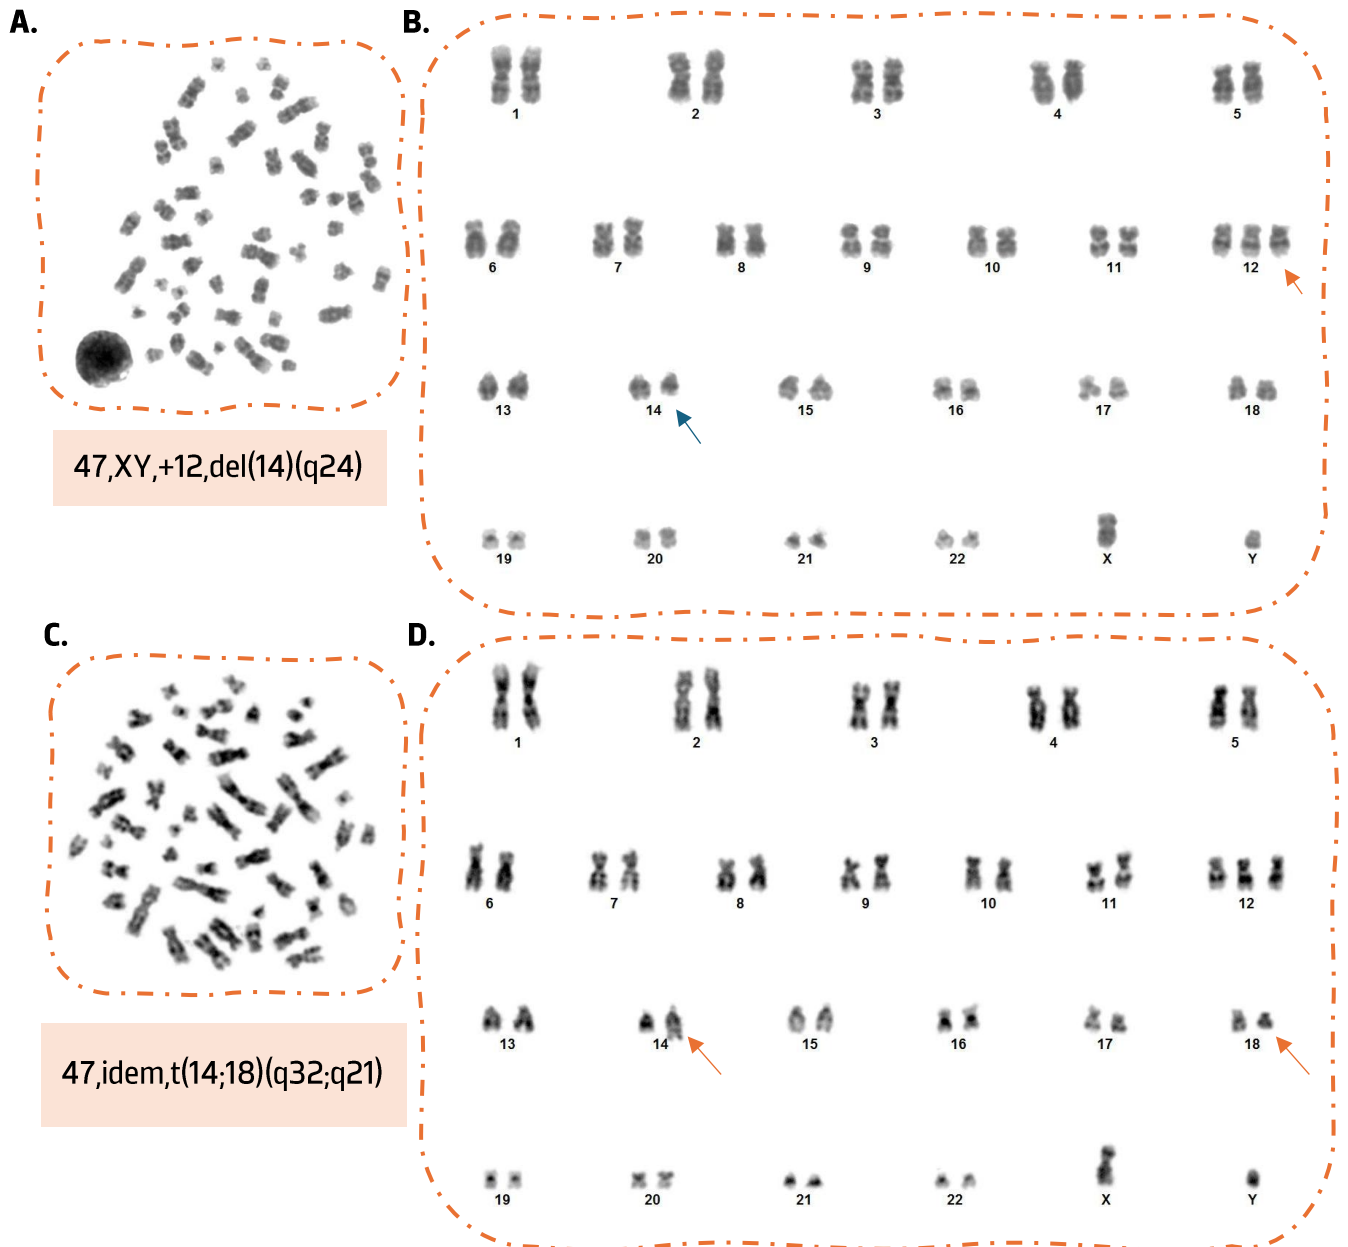 A.
B.
1 2 3 4 5
6 7 8 9 10 11 12
13 14 15 16 17 18
47,XY,+12,del(14)(q24)
19 20 21 22 X Y
C.
D.
1 2 3 4 5
6 7 8 9 10 11 12
13 14 15 16 17 18
47,idem,t(14;18)(q32;q21)
19 20 21 22 X Y